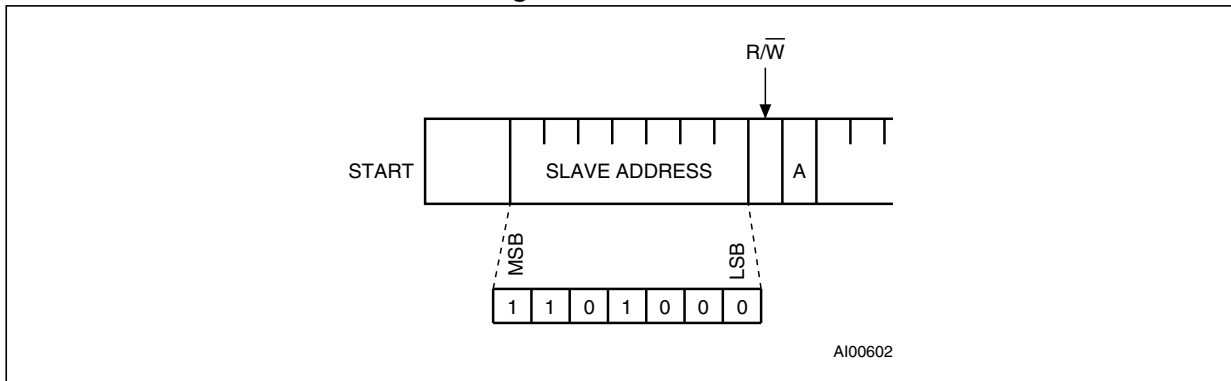 R/W̅
START
SLAVE ADDRESS
A
MSB
LSB
1 1 0 1 0 0 0
AI00602